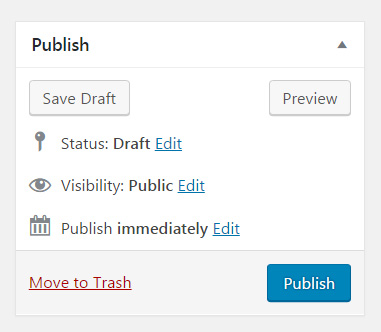 Publish
Save Draft Preview
Status: Draft Edit
Visibility: Public Edit
Publish immediately Edit
Move to Trash Publish